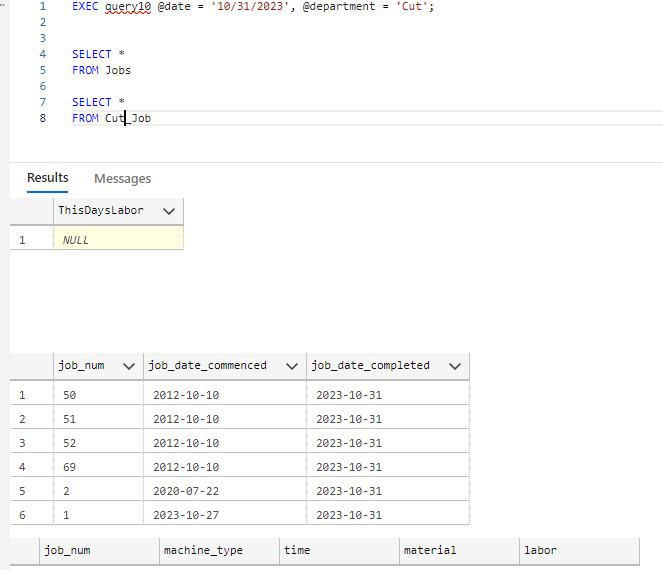 1 EXEC query10 @date = '10/31/2023', @department = 'Cut';
2
3
4 SELECT *
5 FROM Jobs
6
7 SELECT *
8 FROM Cut_Job
Results Messages
ThisDaysLabor
1 NULL
job_num job_date_commenced job_date_completed
1 50 2012-10-10 2023-10-31
2 51 2012-10-10 2023-10-31
3 52 2012-10-10 2023-10-31
4 69 2012-10-10 2023-10-31
5 2 2020-07-22 2023-10-31
6 1 2023-10-27 2023-10-31
job_num machine_type time material labor